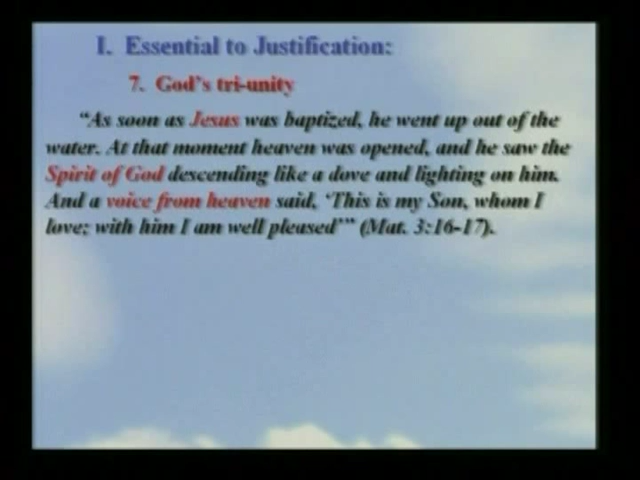 I. Essential to Justification:
7. God's tri-unity
“As soon as Jesus was baptized, he went up out of the
water. At that moment heaven was opened, and he saw the
Spirit of God descending like a dove and lighting on him.
And a voice from heaven said, ‘This is my Son, whom I
love; with him I am well pleased’” (Mat. 3:16-17).